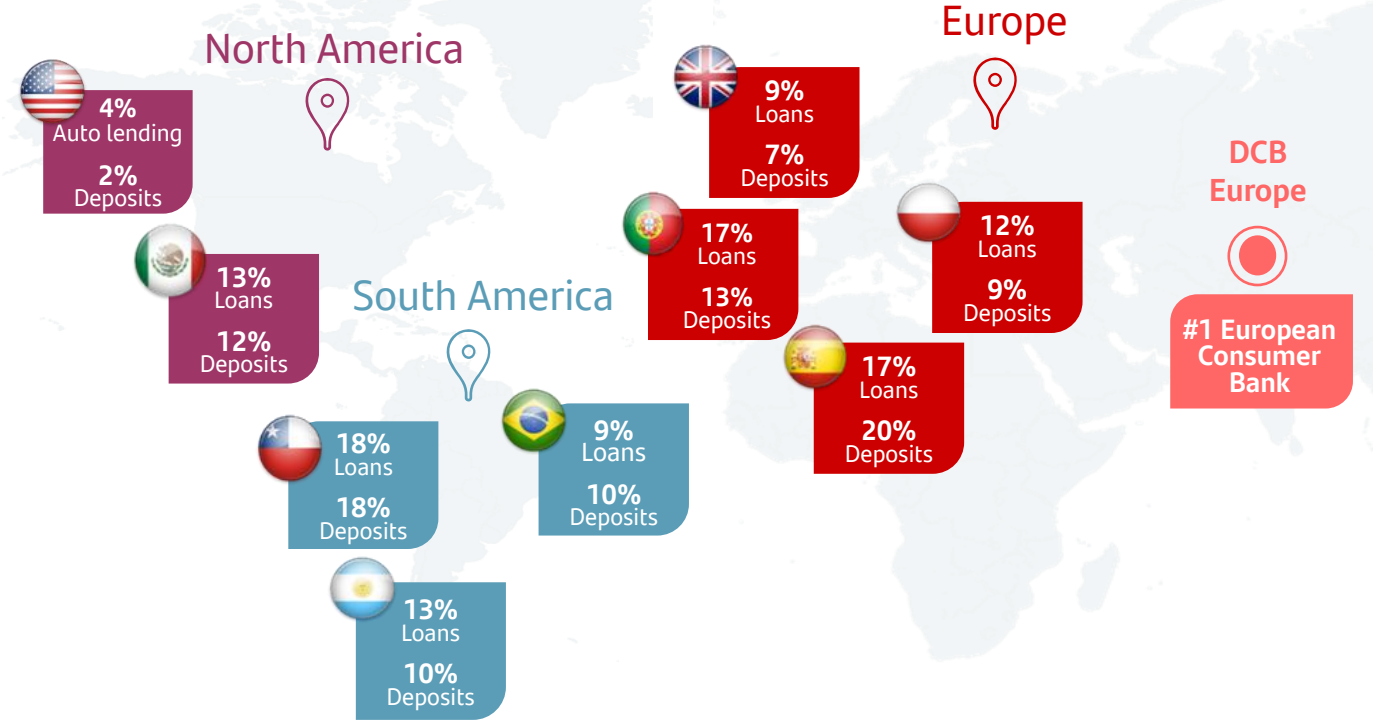 North America
4%
Auto lending
2%
Deposits
13%
Loans
12%
Deposits
South America
18%
Loans
18%
Deposits
9%
Loans
10%
Deposits
13%
Loans
10%
Deposits
Europe
9%
Loans
7%
Deposits
17%
Loans
13%
Deposits
12%
Loans
9%
Deposits
17%
Loans
20%
Deposits
DCB
Europe
#1 European
Consumer
Bank